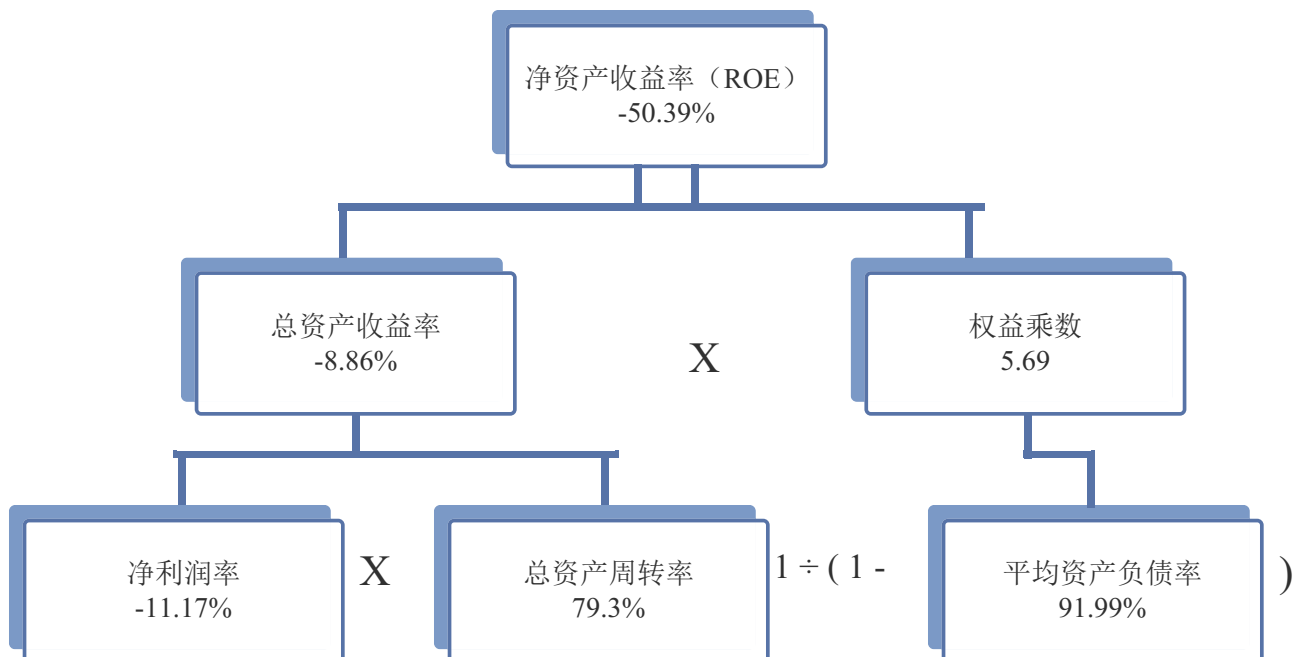 净资产收益率（ROE）
-50.39%
总资产收益率
-8.86%
X
权益乘数
5.69
净利润率
-11.17%
X
总资产周转率
79.3%
1 ÷ ( 1 -
平均资产负债率
91.99%
)